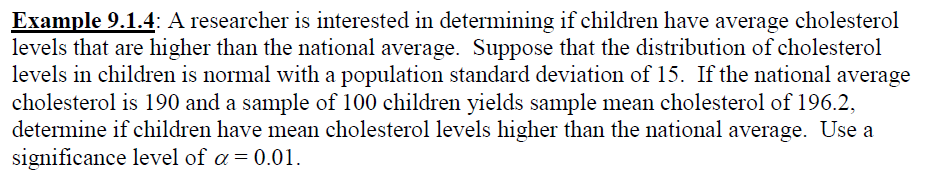 Example 9.1.4: A researcher is interested in determining if children have average cholesterol
levels that are higher than the national average. Suppose that the distribution of cholesterol
levels in children is normal with a population standard deviation of 15. If the national average
cholesterol is 190 and a sample of 100 children yields sample mean cholesterol of 196.2,
determine if children have mean cholesterol levels higher than the national average. Use a
significance level of α = 0.01.